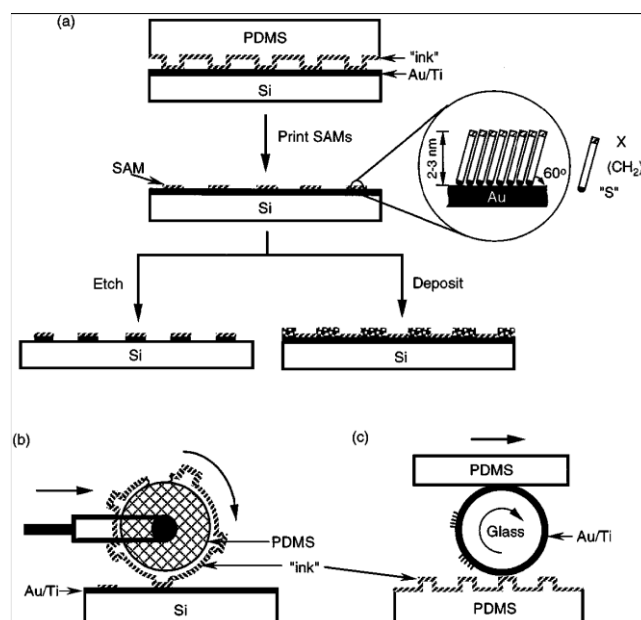 (a)
PDMS
"ink"
Au/Ti
Si
Print SAMs
SAM
Si
2-3 nm
60°
Au
X
(CH₂)
"S"
Etch
Deposit
Si
Si
(b)
PDMS
"ink"
Au/Ti
Si
(c)
PDMS
Glass
Au/Ti
PDMS